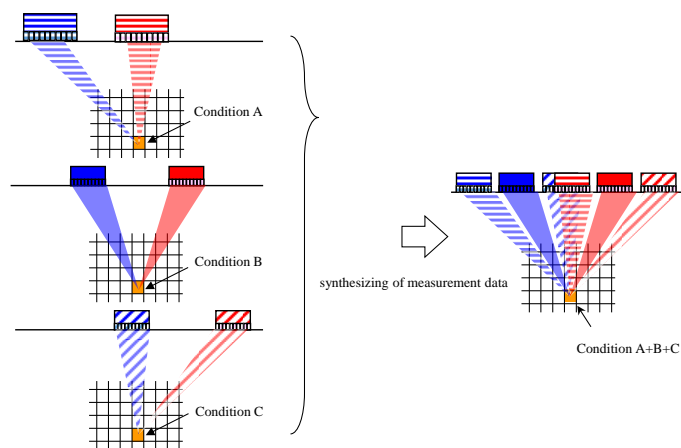 Condition A
Condition B
synthesizing of measurement data
Condition A+B+C
Condition C